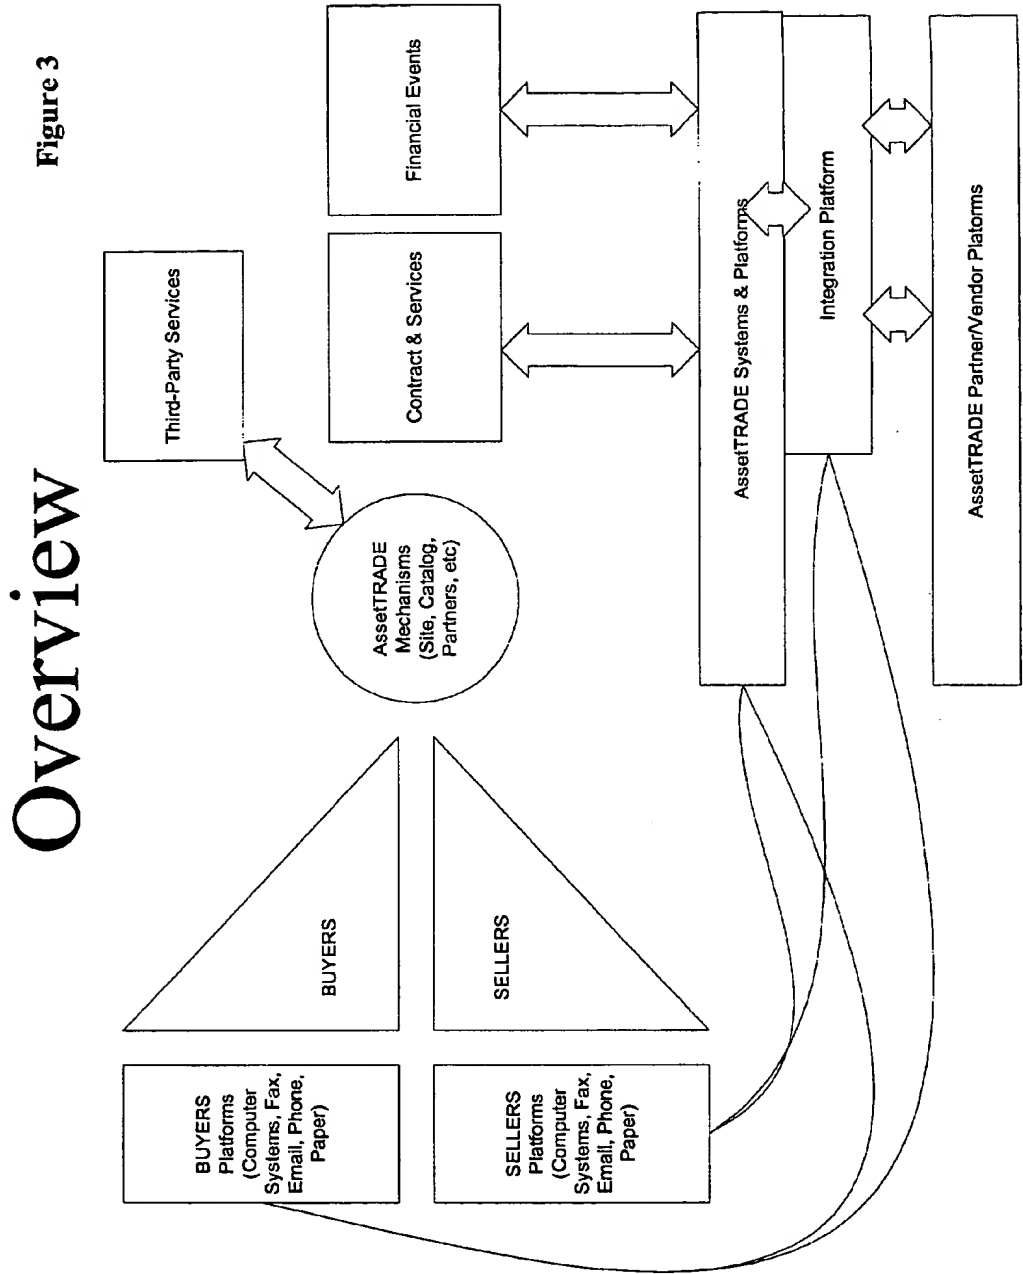 Overview
Figure 3
BUYERS
Platforms
(Computer
Systems, Fax,
Email, Phone,
Paper)
BUYERS
Third-Party Services
SELLERS
Platforms
(Computer
Systems, Fax,
Email, Phone,
Paper)
SELLERS
AssetTRADE
Mechanisms
(Site, Catalog,
Partners, etc)
Contract & Services
Financial Events
AssetTRADE Systems & Platforms
Integration Platform
AssetTRADE Partner/Vendor Platoms